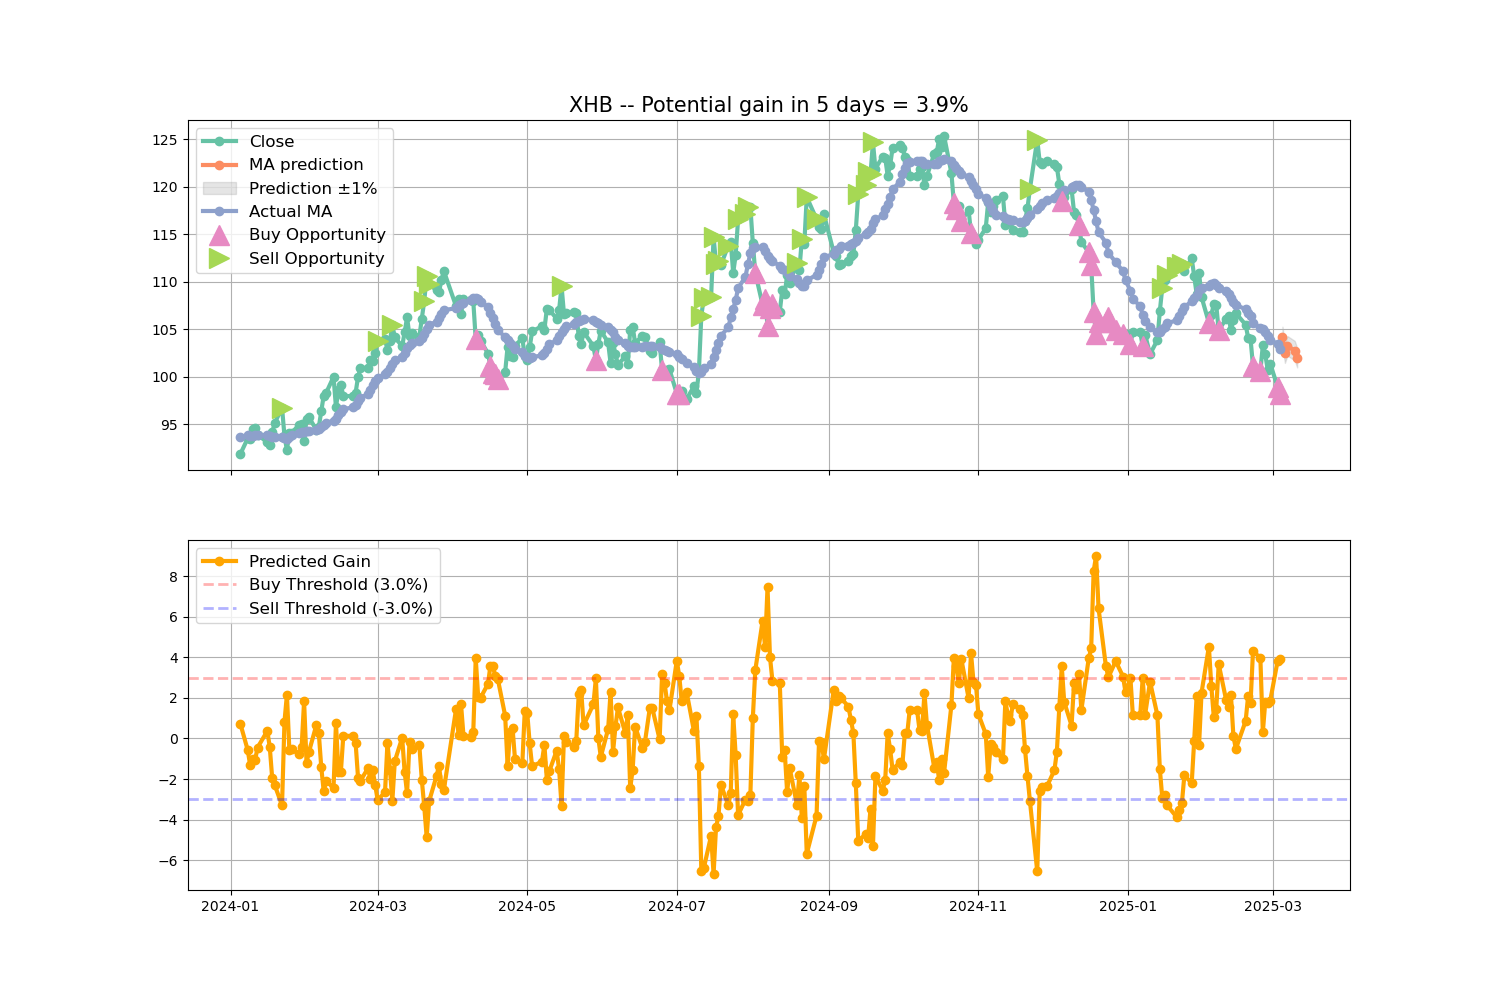 XHB -- Potential gain in 5 days = 3.9%
Close
MA prediction
Prediction ±1%
Actual MA
Buy Opportunity
Sell Opportunity
125
120
115
110
105
100
95
Predicted Gain
Buy Threshold (3.0%)
Sell Threshold (-3.0%)
8
6
4
2
0
−2
−4
−6
2024-01
2024-03
2024-05
2024-07
2024-09
2024-11
2025-01
2025-03